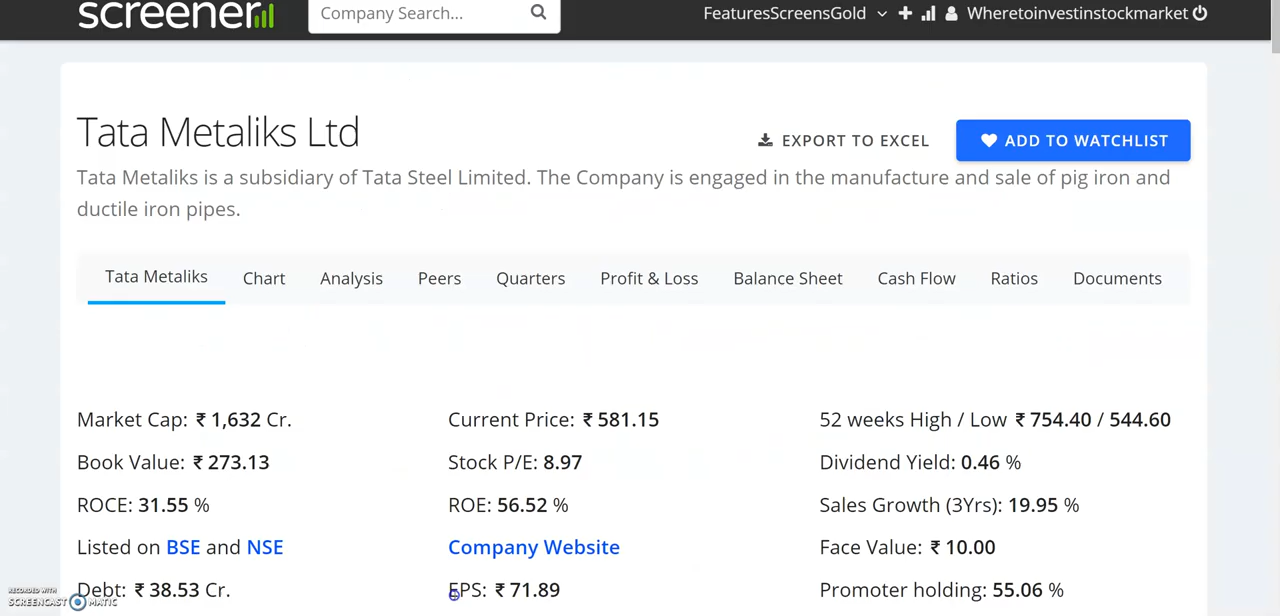 screener
Company Search...
FeaturesScreensGold
Wheretoinvestinstockmarket
Tata Metaliks Ltd
EXPORT TO EXCEL
ADD TO WATCHLIST
Tata Metaliks is a subsidiary of Tata Steel Limited. The Company is engaged in the manufacture and sale of pig iron and
ductile iron pipes.
Tata Metaliks Chart Analysis Peers Quarters Profit & Loss Balance Sheet Cash Flow Ratios Documents
Market Cap: ₹ 1,632 Cr. Current Price: ₹ 581.15 52 weeks High / Low ₹ 754.40 / 544.60
Book Value: ₹ 273.13 Stock P/E: 8.97 Dividend Yield: 0.46 %
ROCE: 31.55 % ROE: 56.52 % Sales Growth (3Yrs): 19.95 %
Listed on BSE and NSE Company Website Face Value: ₹ 10.00
Debt: ₹ 38.53 Cr. EPS: ₹ 71.89 Promoter holding: 55.06 %
RECORDED WITH
SCREENCAST MATIC